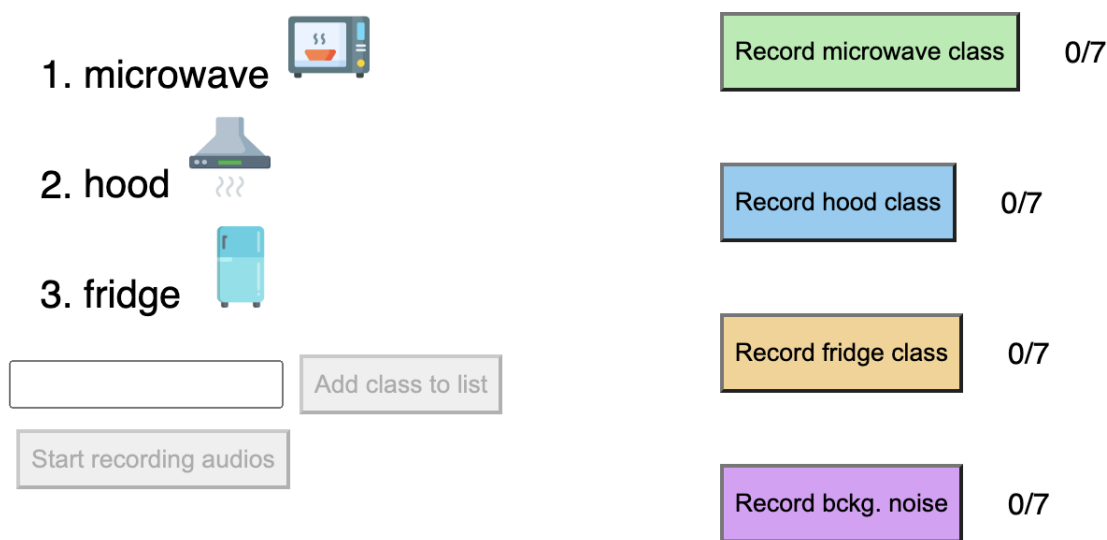 1. microwave
2. hood
3. fridge
Add class to list
Start recording audios
Record microwave class 0/7
Record hood class 0/7
Record fridge class 0/7
Record bckg. noise 0/7